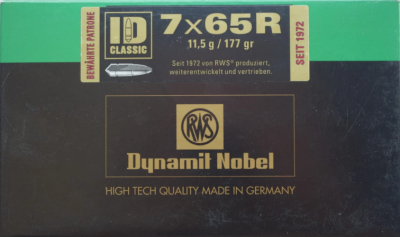 BEWÄHRTE PATRONE
ID
CLASSIC
7x65R
11,5 g / 177 gr
Seit 1972 von RWS® produziert,
weiterentwickelt und vertrieben.
SEIT 1972
RWS
Dynamit Nobel
HIGH TECH QUALITY MADE IN GERMANY